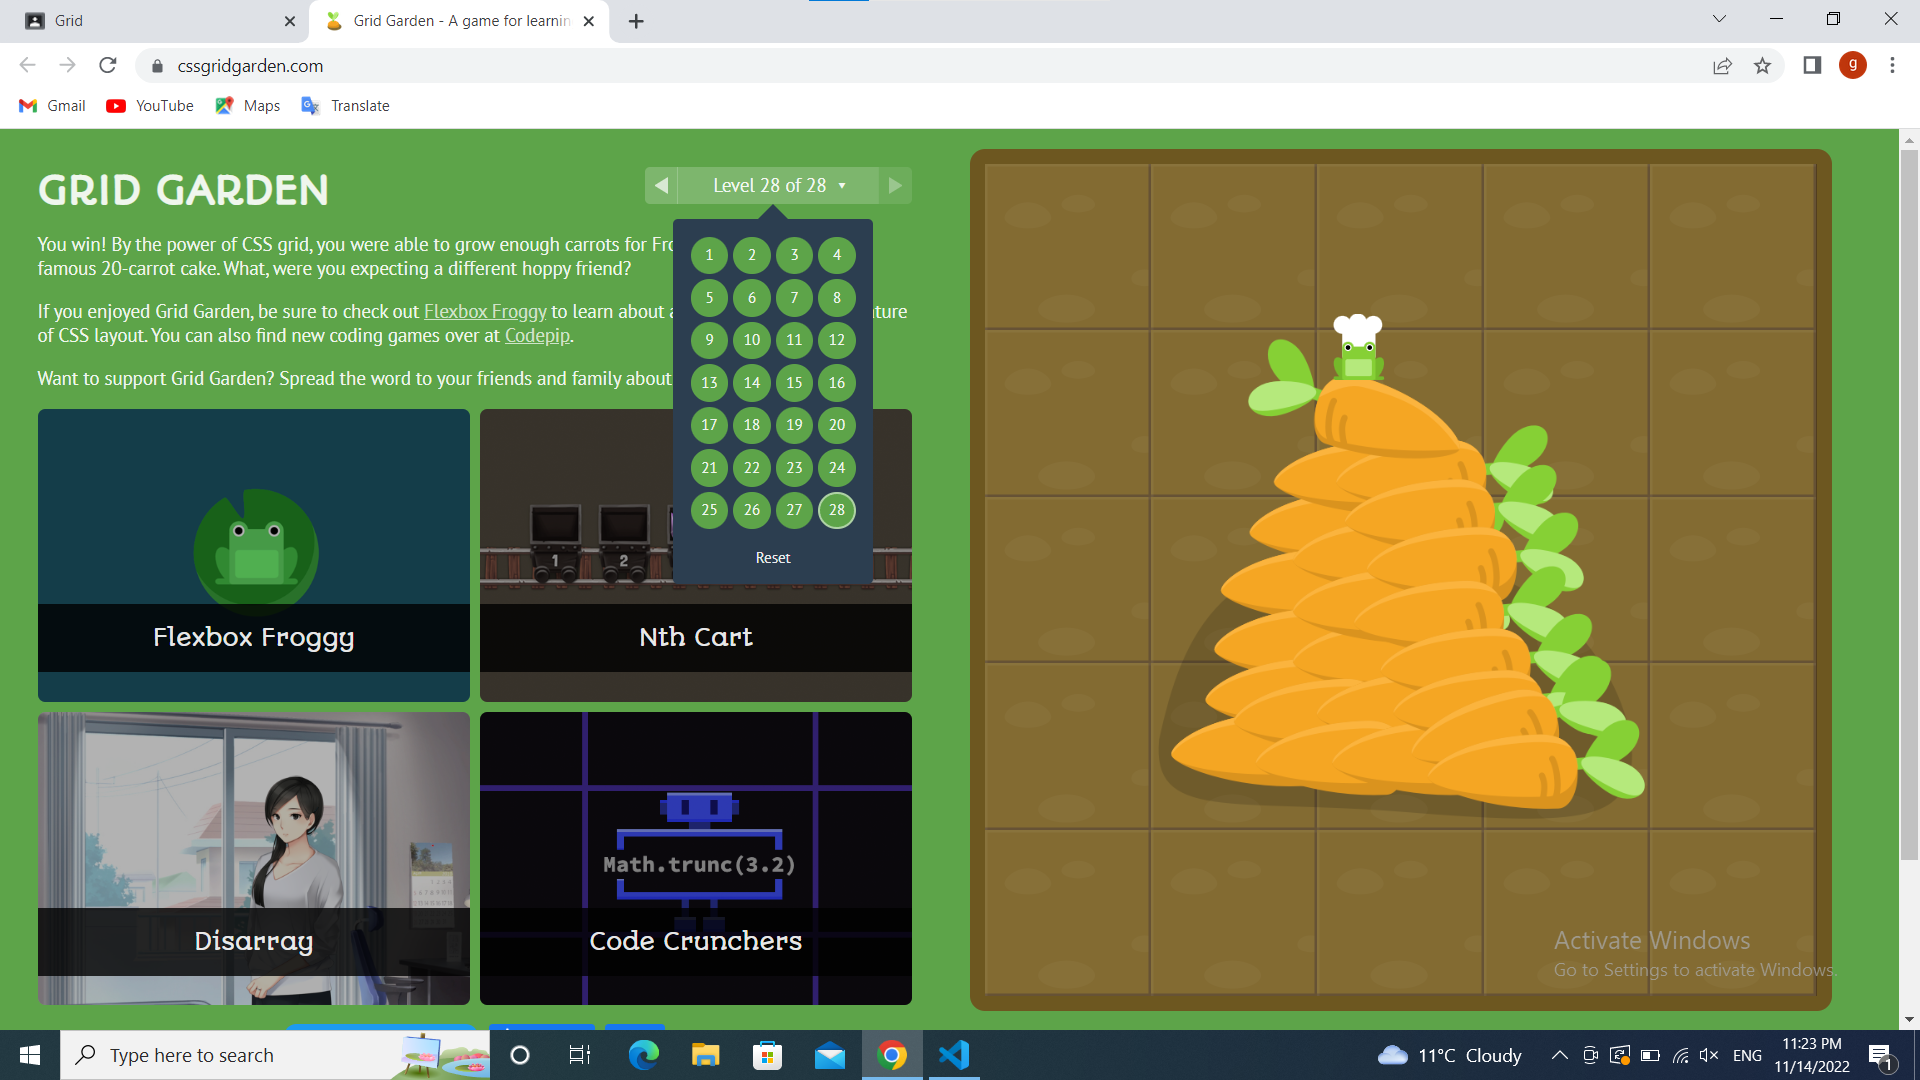 Grid
Grid Garden - A game for learnin
cssgridgarden.com
g
Gmail
YouTube
Maps
Translate
GRID GARDEN
Level 28 of 28
You win! By the power of CSS grid, you were able to grow enough carrots for Fro
famous 20-carrot cake. What, were you expecting a different hoppy friend?
If you enjoyed Grid Garden, be sure to check out Flexbox Froggy to learn about a ture
of CSS layout. You can also find new coding games over at Codepip.
Want to support Grid Garden? Spread the word to your friends and family about
1 2 3 4
5 6 7 8
9 10 11 12
13 14 15 16
17 18 19 20
21 22 23 24
25 26 27 28
Reset
1 2
Flexbox Froggy
Nth Cart
Math.trunc(3.2)
Disarray
Code Crunchers
Activate Windows
Go to Settings to activate Windows.
Type here to search
11°C Cloudy
ENG
11:23 PM
11/14/2022
1